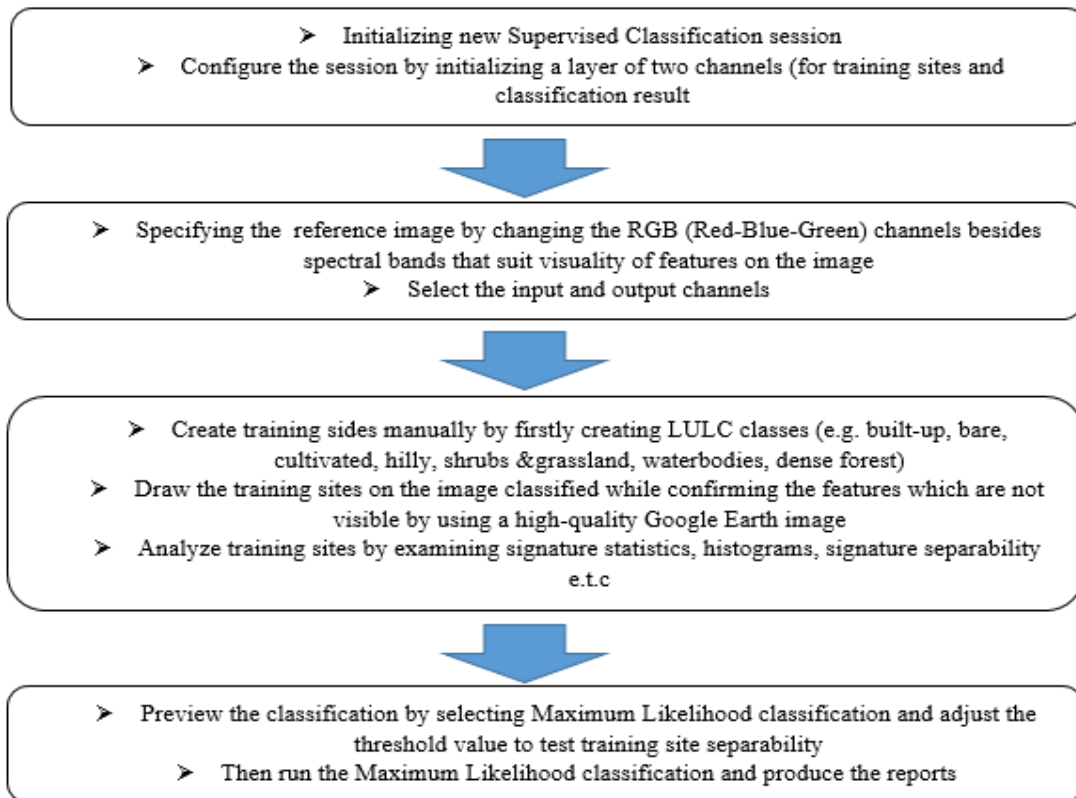 ➤ Initializing new Supervised Classification session
➤ Configure the session by initializing a layer of two channels (for training sites and
classification result
➤ Specifying the reference image by changing the RGB (Red-Blue-Green) channels besides
spectral bands that suit visuality of features on the image
➤ Select the input and output channels
➤ Create training sides manually by firstly creating LULC classes (e.g. built-up, bare,
cultivated, hilly, shrubs &grassland, waterbodies, dense forest)
➤ Draw the training sites on the image classified while confirming the features which are not
visible by using a high-quality Google Earth image
➤ Analyze training sites by examining signature statistics, histograms, signature separability
e.t.c
➤ Preview the classification by selecting Maximum Likelihood classification and adjust the
threshold value to test training site separability
➤ Then run the Maximum Likelihood classification and produce the reports